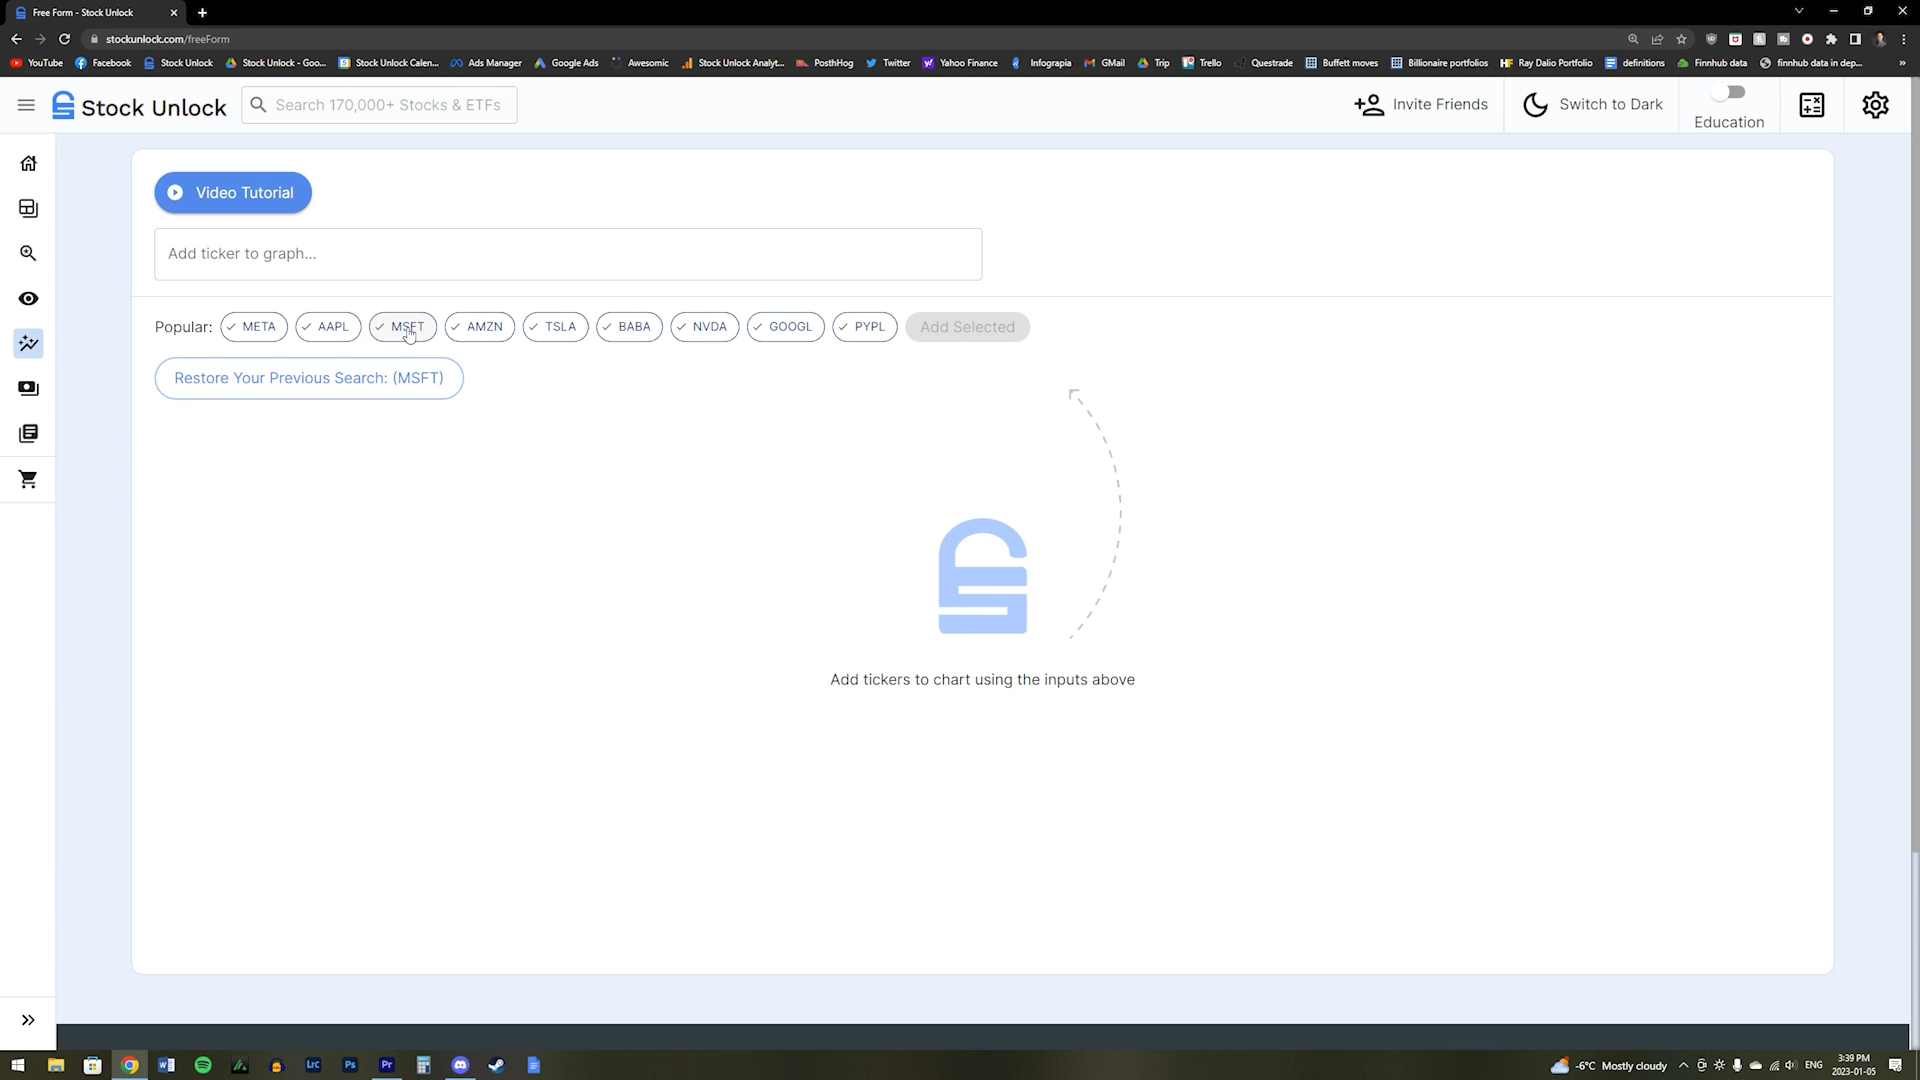 Free Form - Stock Unlock
stockunlock.com/freeForm
YouTube Facebook Stock Unlock Stock Unlock - Goo... Stock Unlock Calen... Ads Manager Google Ads Awesomic Stock Unlock Analyt... PostHog Twitter Yahoo Finance Infograpia GMail Trip Trello Questrade Buffett moves Billionaire portfolios Ray Dalio Portfolio definitions Finnhub data finnhub data in dep... »
Stock Unlock Search 170,000+ Stocks & ETFs Invite Friends Switch to Dark
Education
Video Tutorial
Add ticker to graph...
Popular: META AAPL MSFT AMZN TSLA BABA NVDA GOOGL PYPL Add Selected
Restore Your Previous Search: (MSFT)
Add tickers to chart using the inputs above
Lrc Ps Pr -6°C Mostly cloudy ENG 3:39 PM
2023-01-05